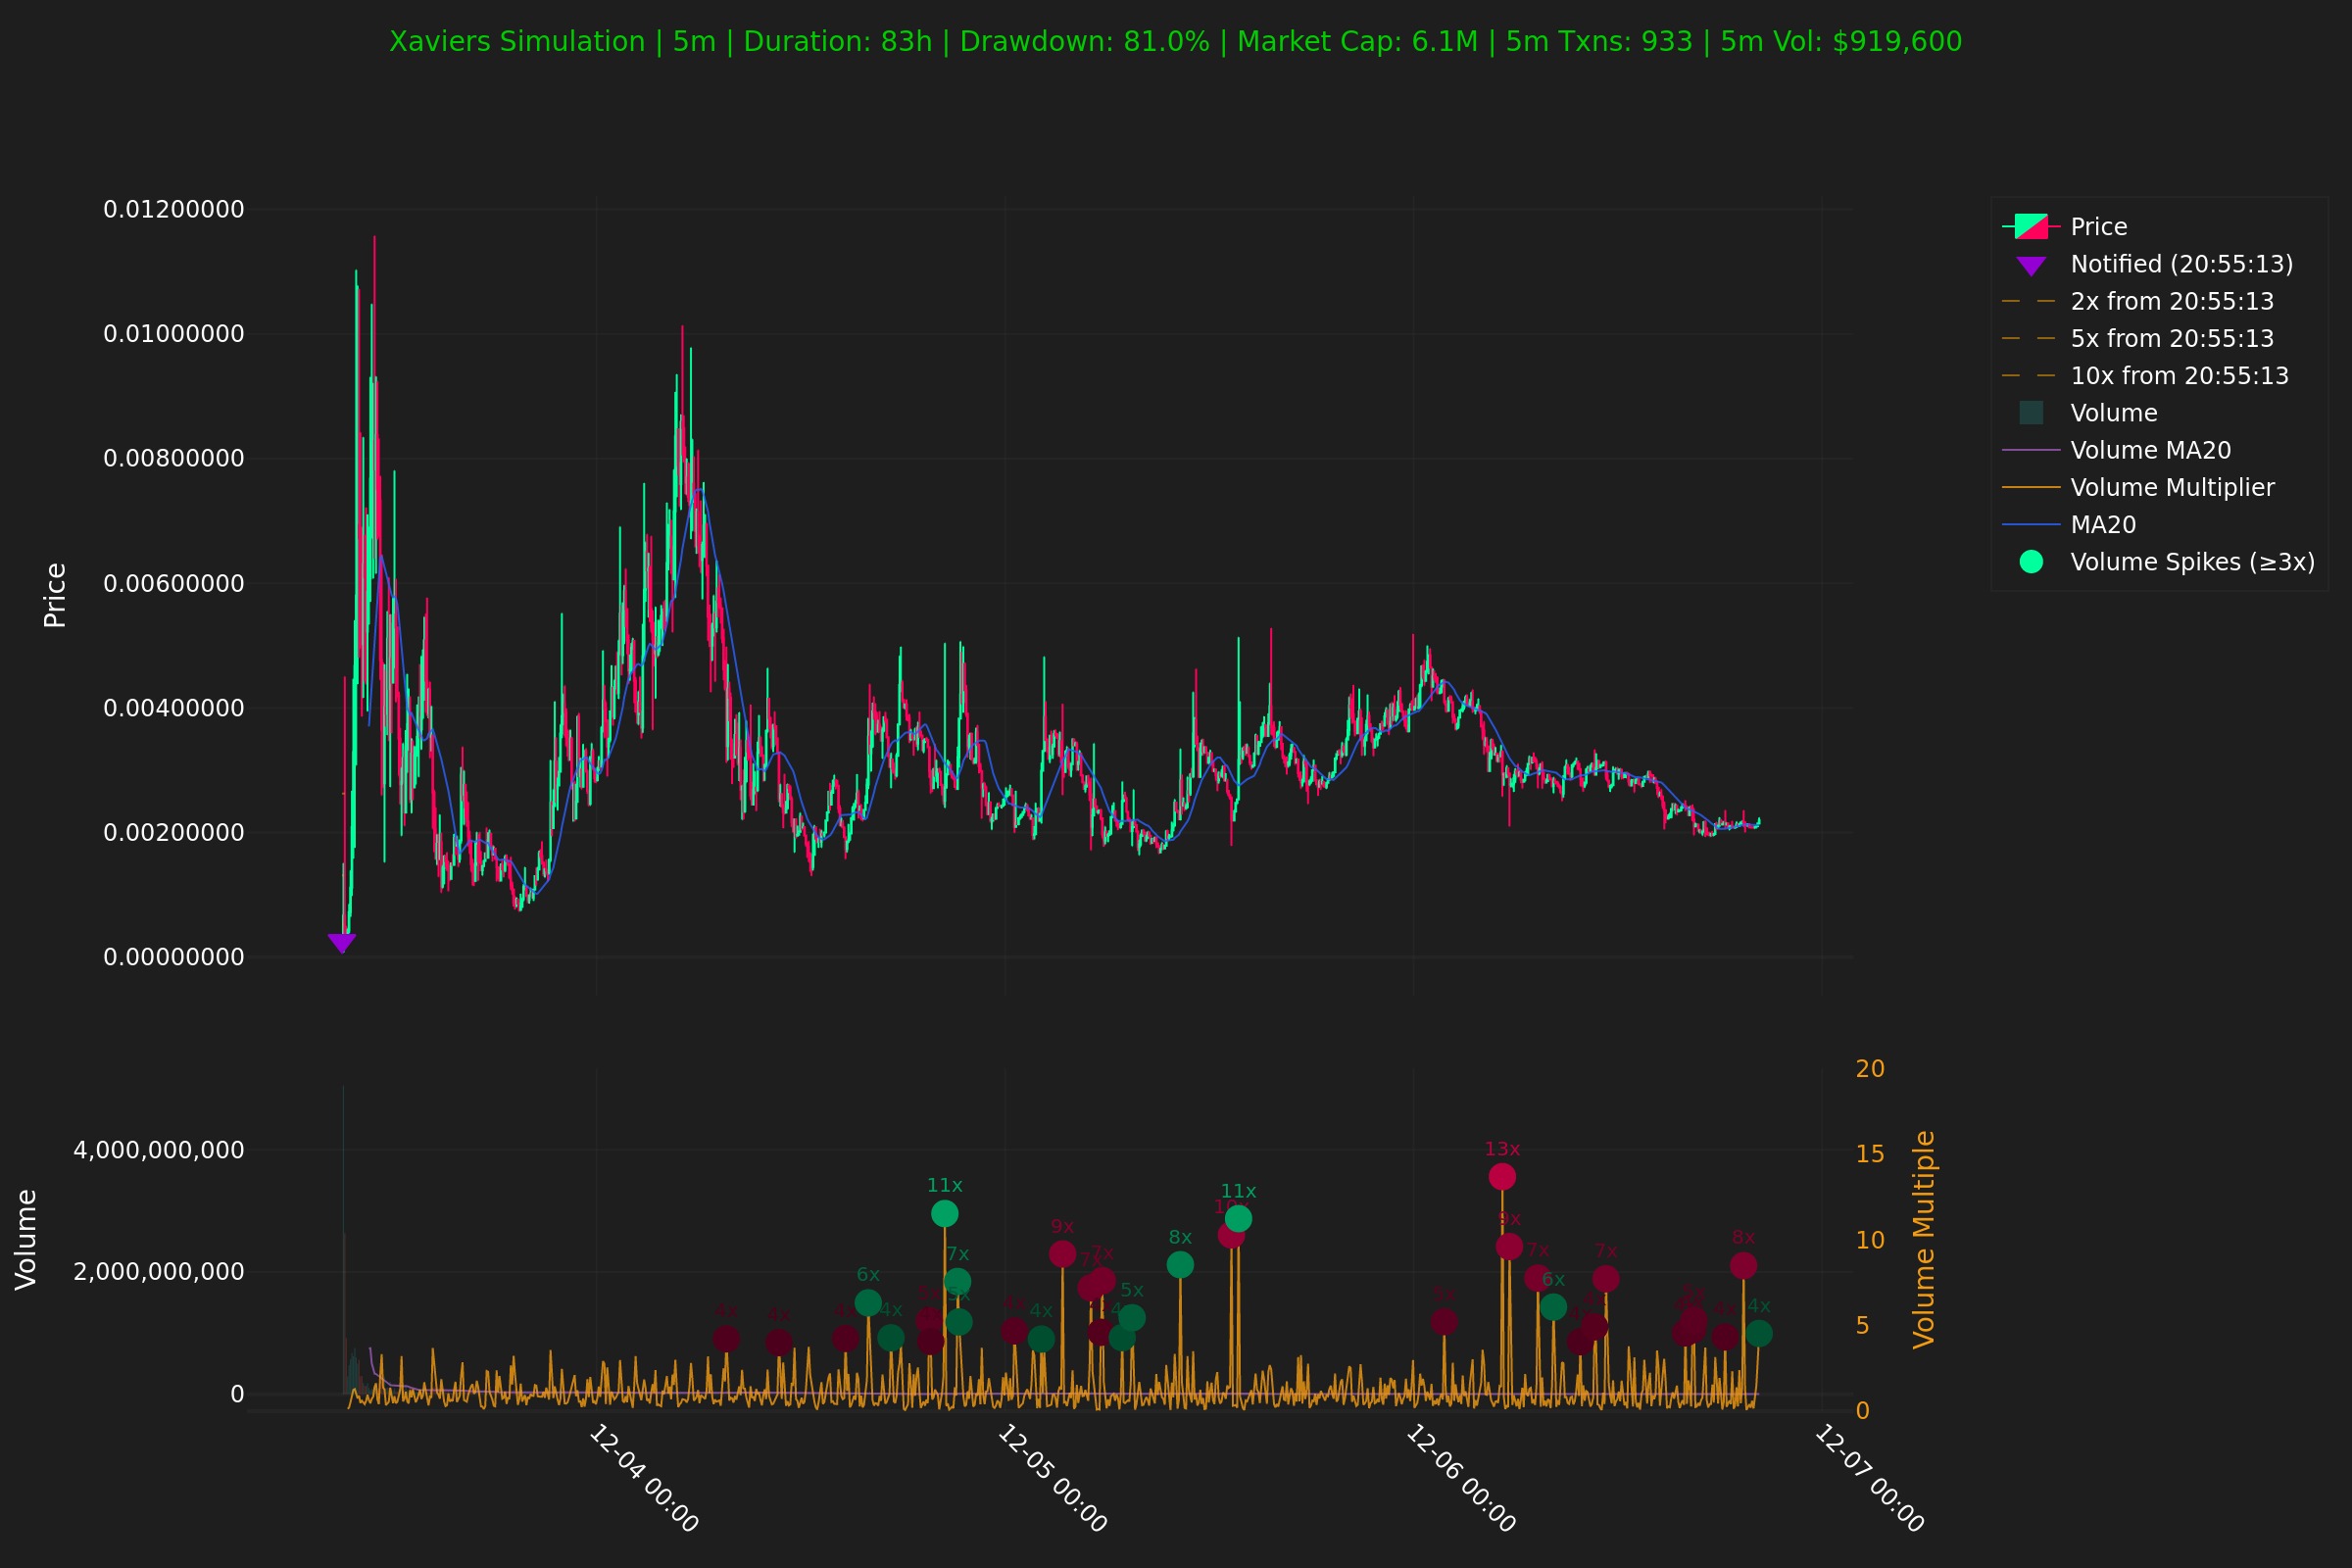 Xaviers Simulation | 5m | Duration: 83h | Drawdown: 81.0% | Market Cap: 6.1M | 5m Txns: 933 | 5m Vol: $919,600
0.01200000
0.01000000
0.00800000
0.00600000
0.00400000
0.00200000
0.00000000
Price
Price
Notified (20:55:13)
2x from 20:55:13
5x from 20:55:13
10x from 20:55:13
Volume
Volume MA20
Volume Multiplier
MA20
Volume Spikes (≥3x)
4,000,000,000
2,000,000,000
0
Volume
20
15
10
5
0
Volume Multiple
4x
4x
4x
6x
4x
11x
7x
4x
4x
9x
7x
5x
8x
11x
13x
9x
7x
6x
7x
4x
8x
4x
12-04 00:00
12-05 00:00
12-06 00:00
12-07 00:00